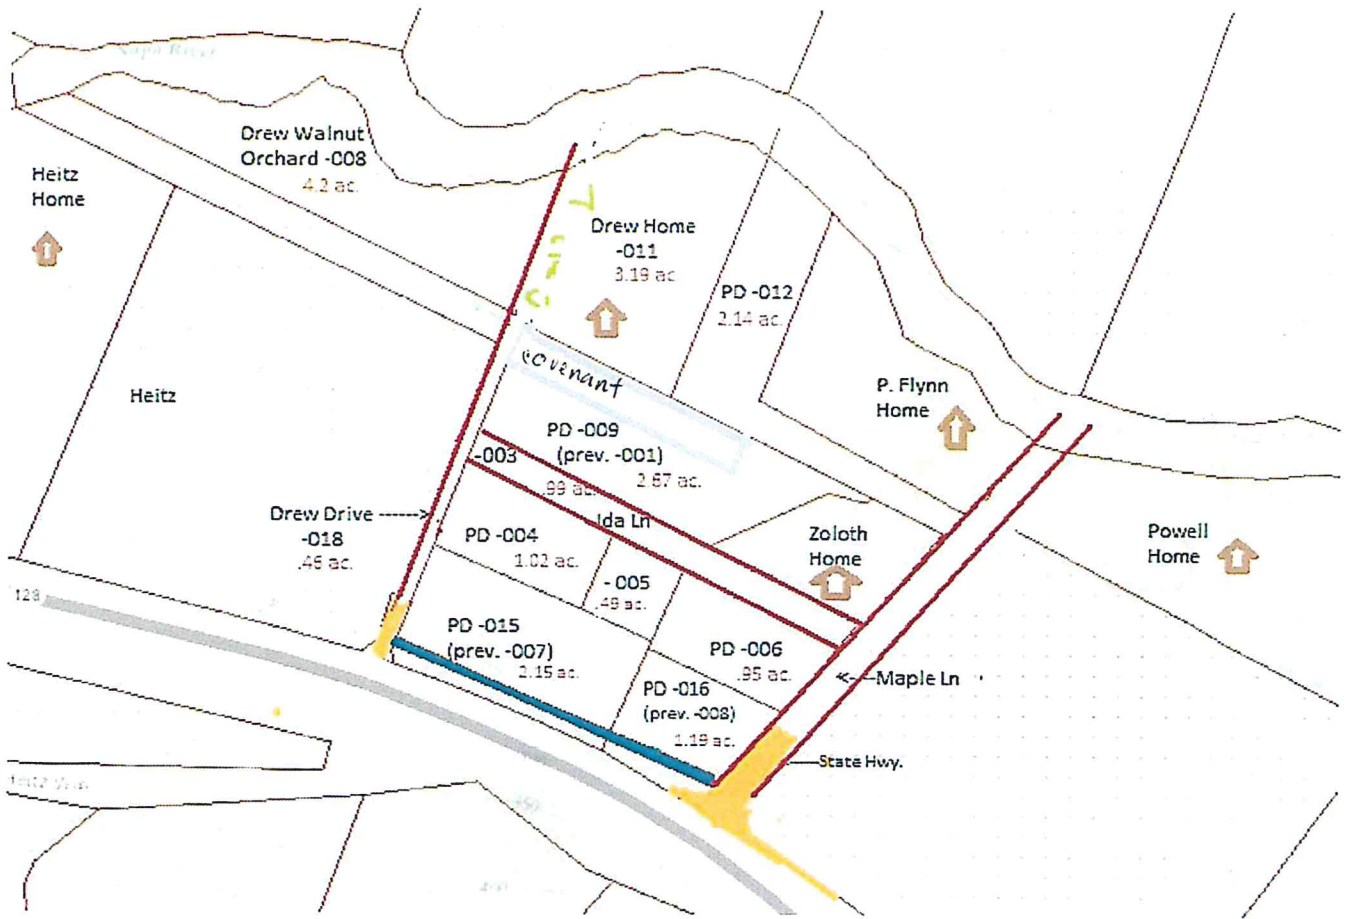 Napa River
Drew Walnut
Orchard -008
4.2 ac.
Heitz
Home
Drew Home
-011
3.19 ac
PD -012
2.14 ac.
covenant
P. Flynn
Home
Heitz
PD -009
(prev. -001)
2.67 ac.
-003
.99 ac.
Ida Ln
Drew Drive
-018
.46 ac.
PD -004
1.02 ac.
Zoloth
Home
Powell
Home
- 005
.49 ac.
128
PD -015
(prev. -007)
2.15 ac.
PD -006
.95 ac.
Maple Ln
PD -016
(prev. -008)
1.19 ac.
State Hwy.